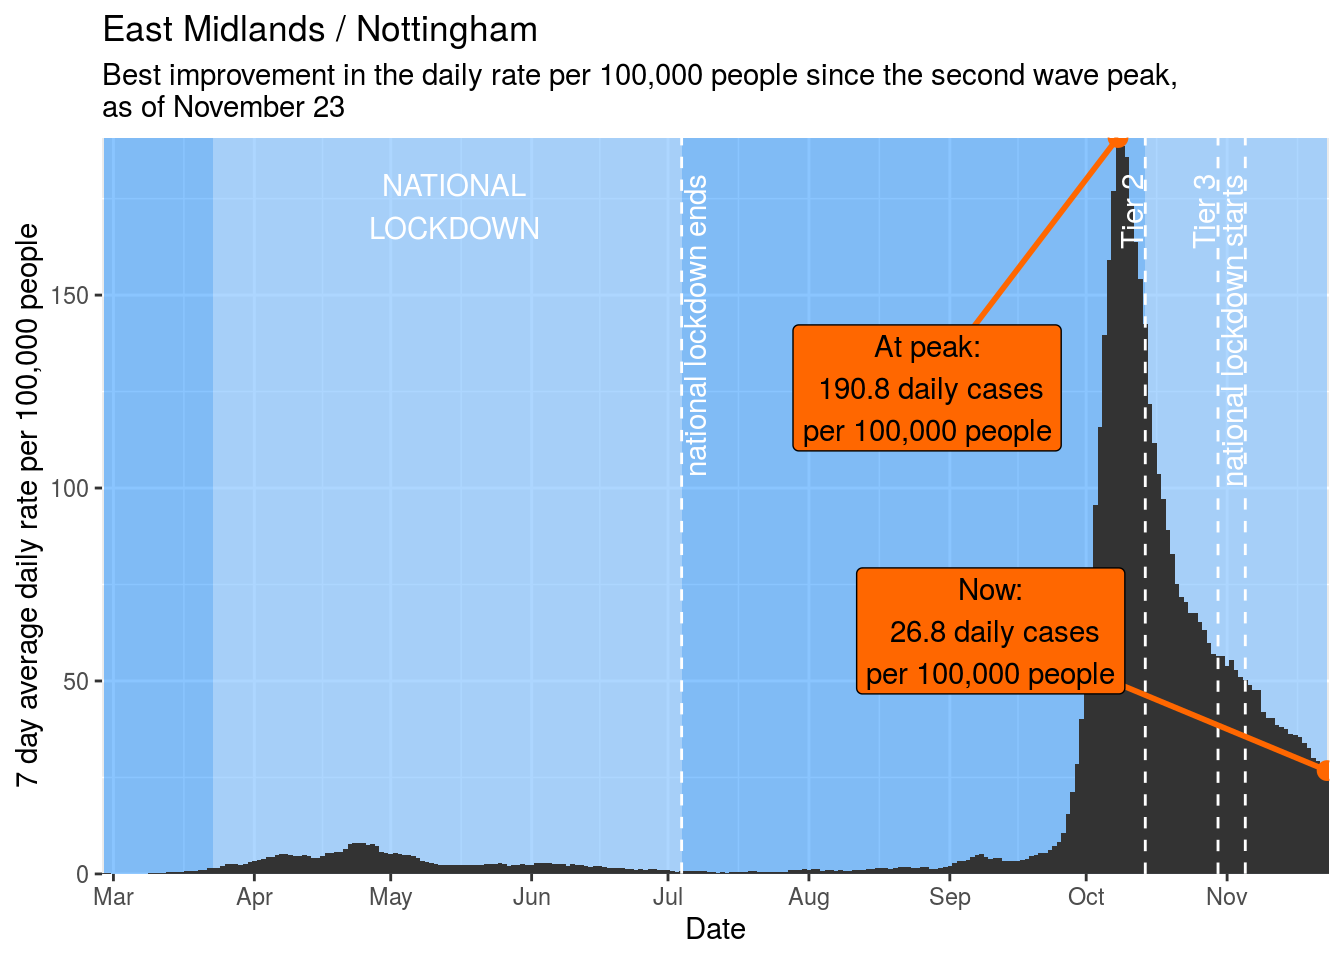 East Midlands / Nottingham
Best improvement in the daily rate per 100,000 people since the second wave peak,
as of November 23
7 day average daily rate per 100,000 people
150
100
50
0
NATIONAL
LOCKDOWN
national lockdown ends
Tier 2
Tier 3
national lockdown starts
At peak:
190.8 daily cases
per 100,000 people
Now:
26.8 daily cases
per 100,000 people
Mar Apr May Jun Jul Aug Sep Oct Nov
Date